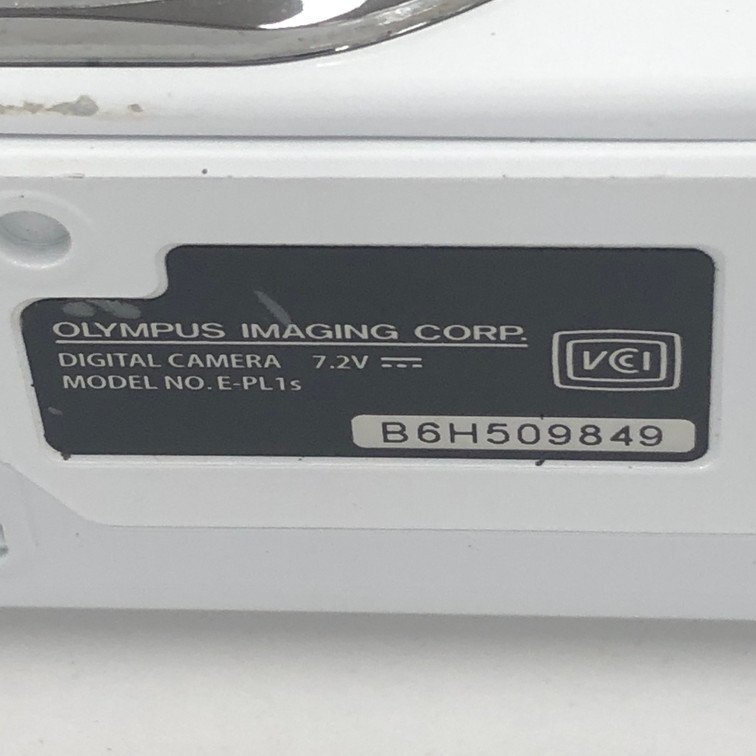 OLYMPUS IMAGING CORP.
DIGITAL CAMERA 7.2V ⎓
MODEL NO. E-PL1s
VCCI
B6H509849